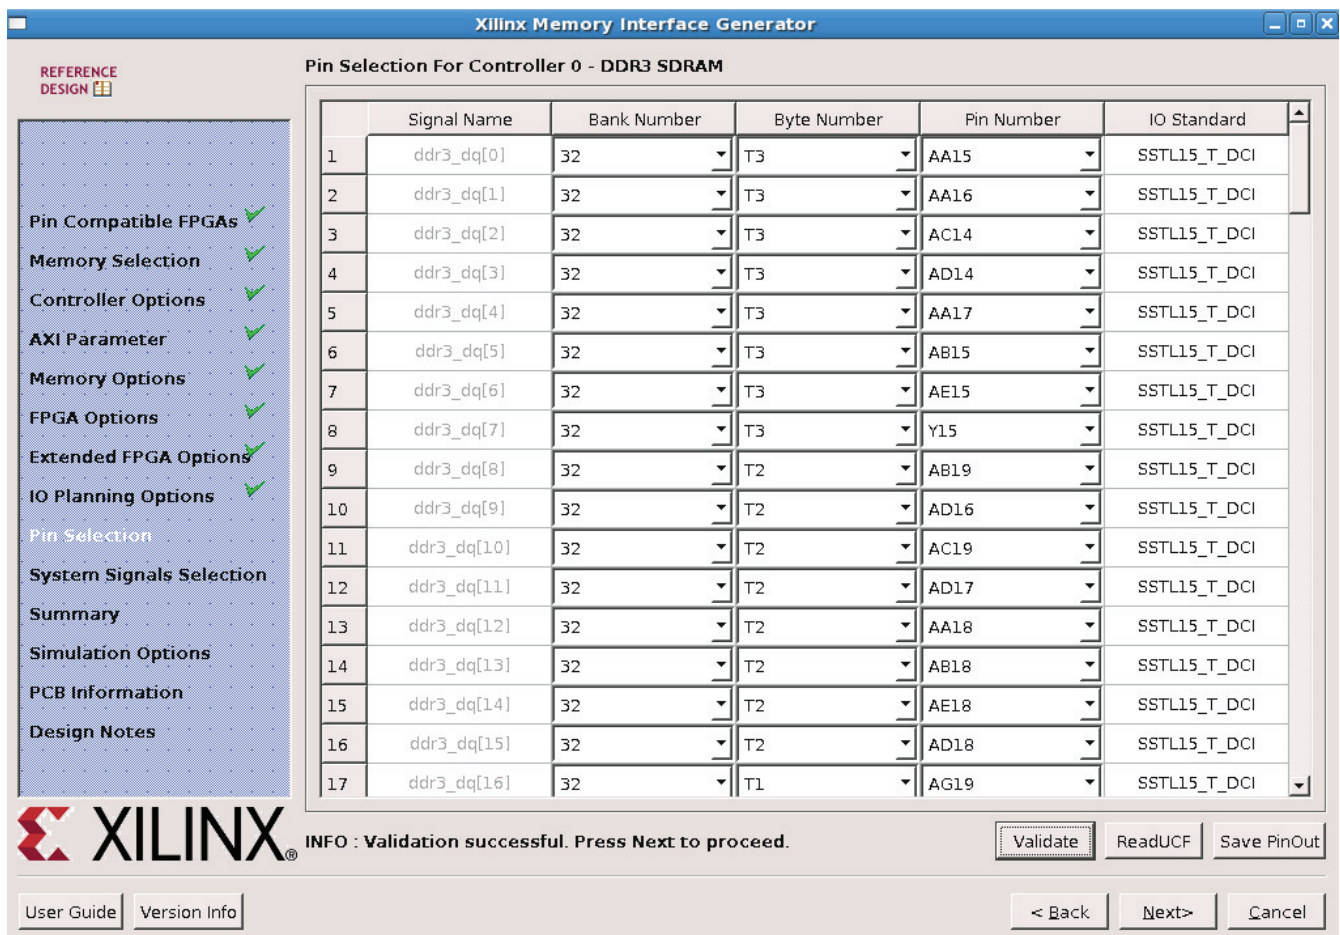 Xilinx Memory Interface Generator
REFERENCE
DESIGN
Pin Compatible FPGAs
Memory Selection
Controller Options
AXI Parameter
Memory Options
FPGA Options
Extended FPGA Options
IO Planning Options
Pin Selection
System Signals Selection
Summary
Simulation Options
PCB Information
Design Notes
XILINX®
Pin Selection For Controller 0 - DDR3 SDRAM
Signal Name Bank Number Byte Number Pin Number IO Standard
1 ddr3_dq[0] 32 T3 AA15 SSTL15_T_DCI
2 ddr3_dq[1] 32 T3 AA16 SSTL15_T_DCI
3 ddr3_dq[2] 32 T3 AC14 SSTL15_T_DCI
4 ddr3_dq[3] 32 T3 AD14 SSTL15_T_DCI
5 ddr3_dq[4] 32 T3 AA17 SSTL15_T_DCI
6 ddr3_dq[5] 32 T3 AB15 SSTL15_T_DCI
7 ddr3_dq[6] 32 T3 AE15 SSTL15_T_DCI
8 ddr3_dq[7] 32 T3 Y15 SSTL15_T_DCI
9 ddr3_dq[8] 32 T2 AB19 SSTL15_T_DCI
10 ddr3_dq[9] 32 T2 AD16 SSTL15_T_DCI
11 ddr3_dq[10] 32 T2 AC19 SSTL15_T_DCI
12 ddr3_dq[11] 32 T2 AD17 SSTL15_T_DCI
13 ddr3_dq[12] 32 T2 AA18 SSTL15_T_DCI
14 ddr3_dq[13] 32 T2 AB18 SSTL15_T_DCI
15 ddr3_dq[14] 32 T2 AE18 SSTL15_T_DCI
16 ddr3_dq[15] 32 T2 AD18 SSTL15_T_DCI
17 ddr3_dq[16] 32 T1 AG19 SSTL15_T_DCI
INFO : Validation successful. Press Next to proceed.
Validate ReadUCF Save PinOut
User Guide Version Info < Back Next> Cancel